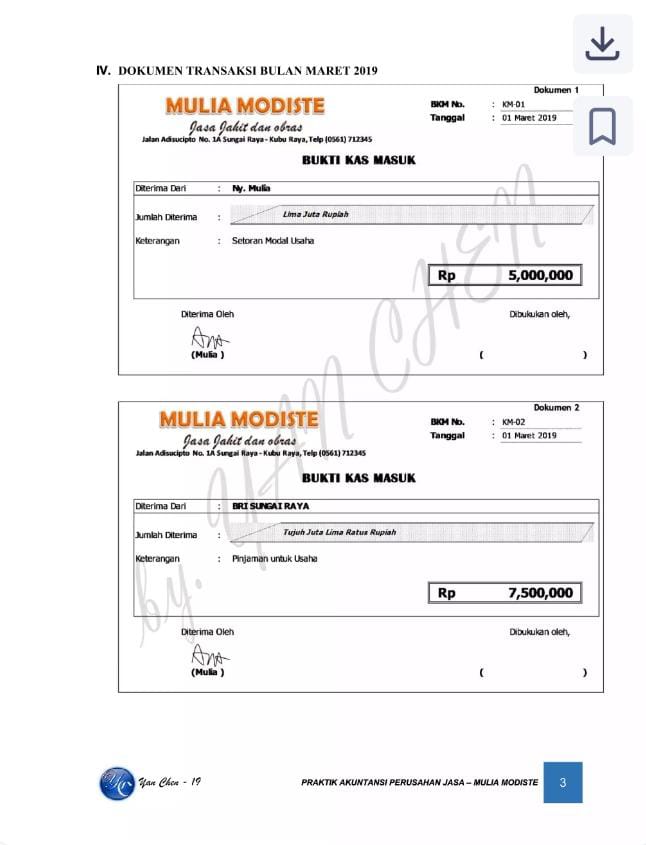 IV. DOKUMEN TRANSAKSI BULAN MARET 2019
Dokumen 1
MULIA MODISTE
BKM No. : KM-01
Jasa Jahit dan obras
Tanggal : 01 Maret 2019
Jalan Adisucipto No. 1A Sungai Raya - Kubu Raya, Telp (0561) 712345
BUKTI KAS MASUK
Diterima Dari : Ny. Mulia
Jumlah Diterima : Lima Juta Rupiah
Keterangan : Setoran Modal Usaha
Rp 5,000,000
Diterima Oleh Dibukukan oleh,
(Mulia ) ( )
Dokumen 2
MULIA MODISTE
BKM No. : KM-02
Jasa Jahit dan obras
Tanggal : 01 Maret 2019
Jalan Adisucipto No. 1A Sungai Raya - Kubu Raya, Telp (0561) 712345
BUKTI KAS MASUK
Diterima Dari : BRI SUNGAI RAYA
Jumlah Diterima : Tujuh Juta Lima Ratus Rupiah
Keterangan : Pinjaman untuk Usaha
Rp 7,500,000
Diterima Oleh Dibukukan oleh,
(Mulia ) ( )
by. YAN CHEN
Yan Chen - 19
PRAKTIK AKUNTANSI PERUSAHAN JASA – MULIA MODISTE 3